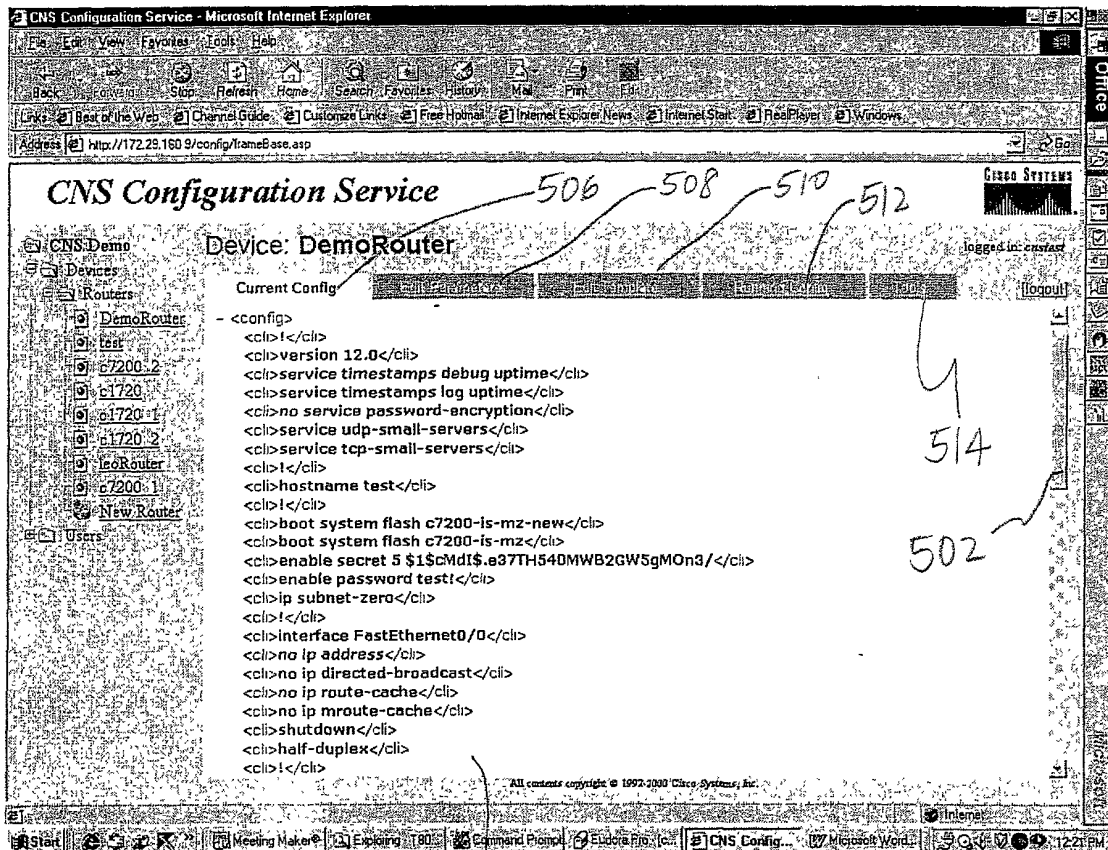 CNS Configuration Service - Microsoft Internet Explorer
File Edit View Favorites Tools Help
Back Forward Stop Refresh Home Search Favorites History Mail Print Edit
Links Best of the Web Channel Guide Customize Links Free Hotmail Internet Explorer News Internet Start RealPlayer Windows
Address http://172.29.160.9/config/frameBase.asp Go
Office
CNS Configuration Service
506
508
510
512
CISCO SYSTEMS
CNS Demo
Devices
Routers
DemoRouter
test
c7200_2
c1720
c1720_1
c1720_2
leoRouter
c7200_1
New Router
Users
Device: DemoRouter
logged in:
Current Config
[logout]
- <config>
<cli>!</cli>
<cli>version 12.0</cli>
<cli>service timestamps debug uptime</cli>
<cli>service timestamps log uptime</cli>
<cli>no service password-encryption</cli>
<cli>service udp-small-servers</cli>
<cli>service tcp-small-servers</cli>
<cli>!</cli>
<cli>hostname test</cli>
<cli>!</cli>
<cli>boot system flash c7200-is-mz-new</cli>
<cli>boot system flash c7200-is-mz</cli>
<cli>enable secret 5 $1$cMdI$.e37TH540MWB2GW5gMOn3/</cli>
<cli>enable password test!</cli>
<cli>ip subnet-zero</cli>
<cli>!</cli>
<cli>interface FastEthernet0/0</cli>
<cli>no ip address</cli>
<cli>no ip directed-broadcast</cli>
<cli>no ip route-cache</cli>
<cli>no ip mroute-cache</cli>
<cli>shutdown</cli>
<cli>half-duplex</cli>
<cli>!</cli>
514
502
All contents copyright © 1992-2000 Cisco Systems, Inc.
Internet
Microsoft
Start Meeting Maker Exploring Command Prompt Eudora Pro CNS Config... Microsoft Word 12:21 PM